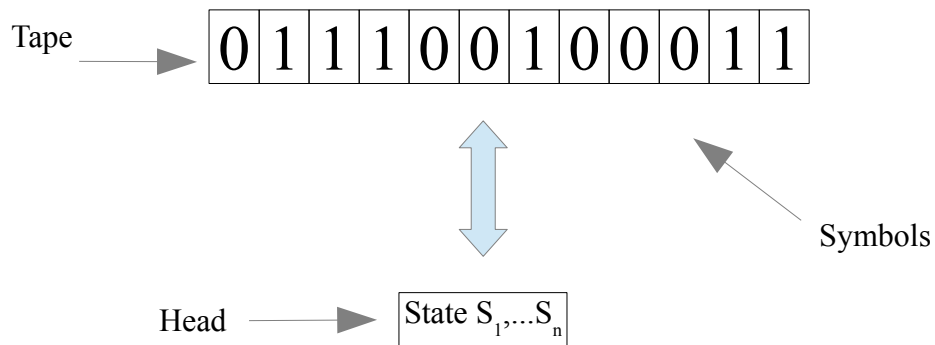 Tape
0 1 1 1 0 0 1 0 0 0 1 1
Symbols
Head
State S1,...Sn